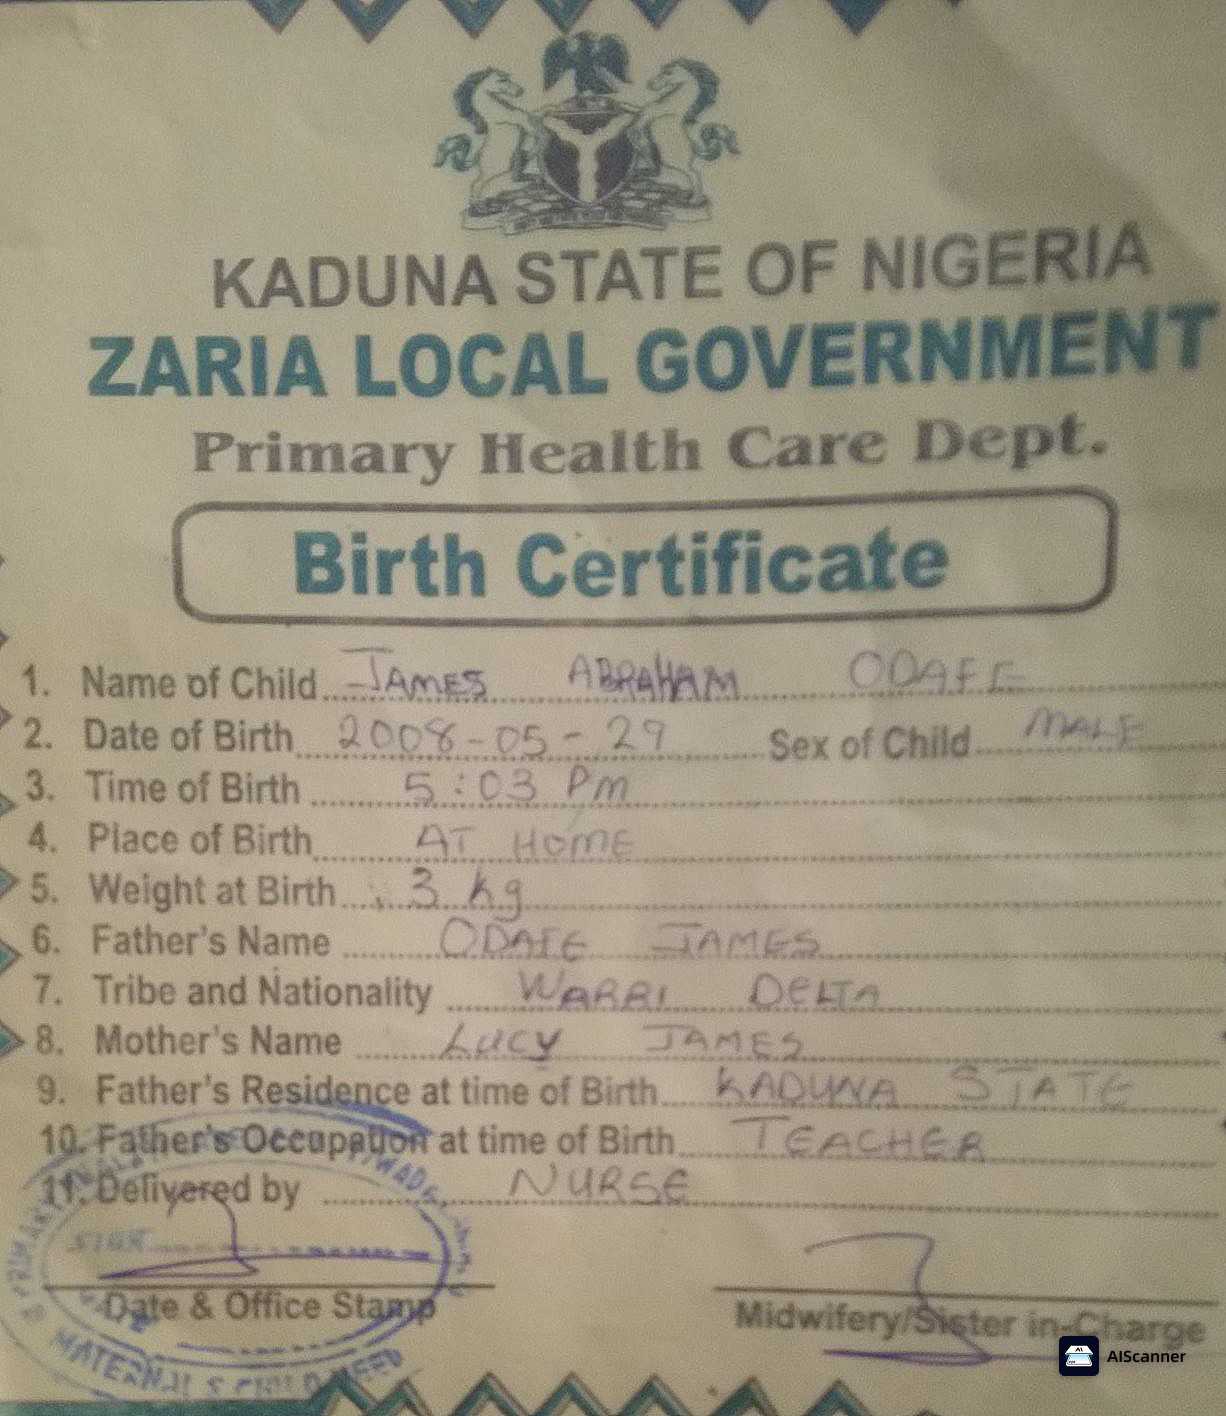 KADUNA STATE OF NIGERIA
ZARIA LOCAL GOVERNMENT
Primary Health Care Dept.
Birth Certificate
1. Name of Child JAMES ABRAHAM ODAFE
2. Date of Birth 2008-05-29 Sex of Child MALE
3. Time of Birth 5:03 PM
4. Place of Birth AT HOME
5. Weight at Birth 3 kg
6. Father's Name ODAFE JAMES
7. Tribe and Nationality WARRI DELTA
8. Mother's Name LUCY JAMES
9. Father's Residence at time of Birth KADUNA STATE
10. Father's Occupation at time of Birth TEACHER
11. Delivered by NURSE
SIGN
Date & Office Stamp
Midwifery/Sister in-Charge
MATERNAL & CHILD
AIScanner